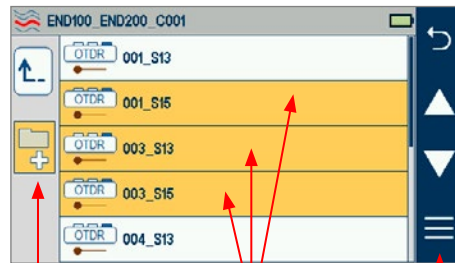 END100_END200_C001
OTDR 001_S13
OTDR 001_S15
OTDR 003_S13
OTDR 003_S15
OTDR 004_S13